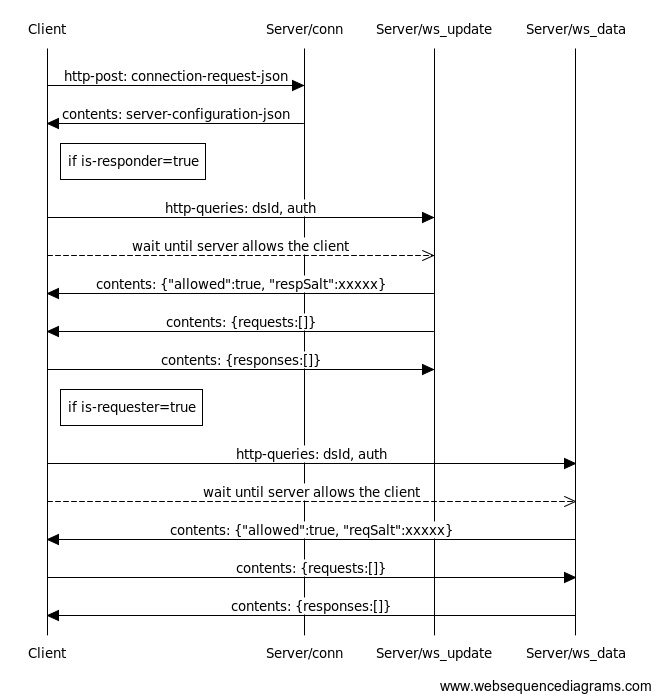 Client Server/conn Server/ws_update Server/ws_data
http-post: connection-request-json
contents: server-configuration-json
if is-responder=true
http-queries: dsId, auth
wait until server allows the client
contents: {"allowed":true, "respSalt":xxxxx}
contents: {requests:[]}
contents: {responses:[]}
if is-requester=true
http-queries: dsId, auth
wait until server allows the client
contents: {"allowed":true, "reqSalt":xxxxx}
contents: {requests:[]}
contents: {responses:[]}
Client Server/conn Server/ws_update Server/ws_data
www.websequencediagrams.com